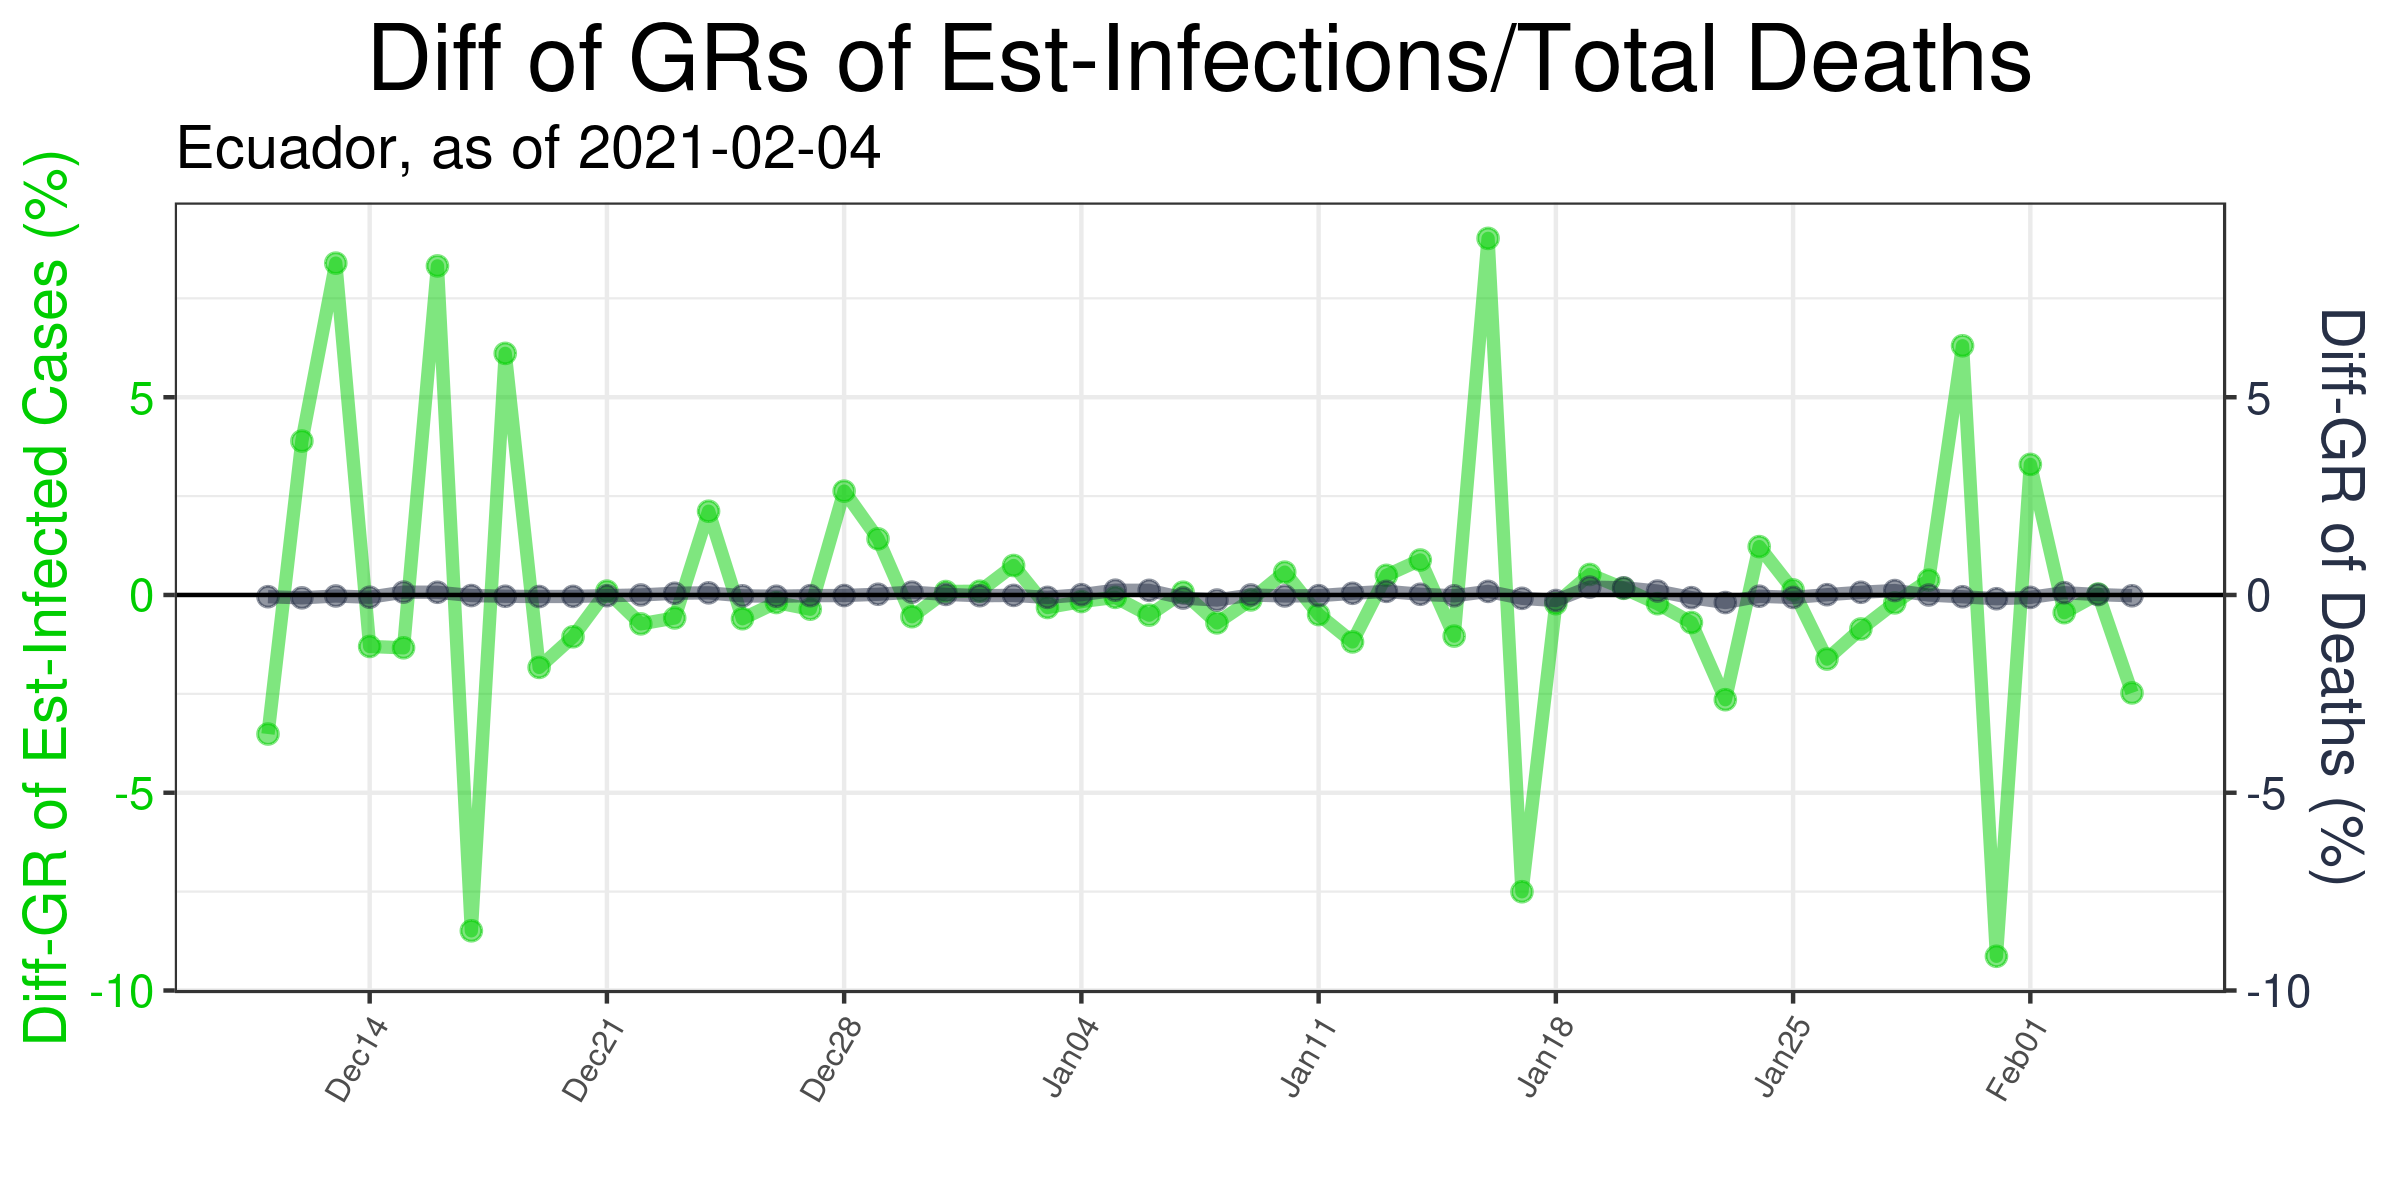 Diff of GRs of Est-Infections/Total Deaths
Ecuador, as of 2021-02-04
Diff-GR of Est-Infected Cases (%)
5
0
-5
-10
5
0
-5
-10
Diff-GR of Deaths (%)
Dec14
Dec21
Dec28
Jan04
Jan11
Jan18
Jan25
Feb01